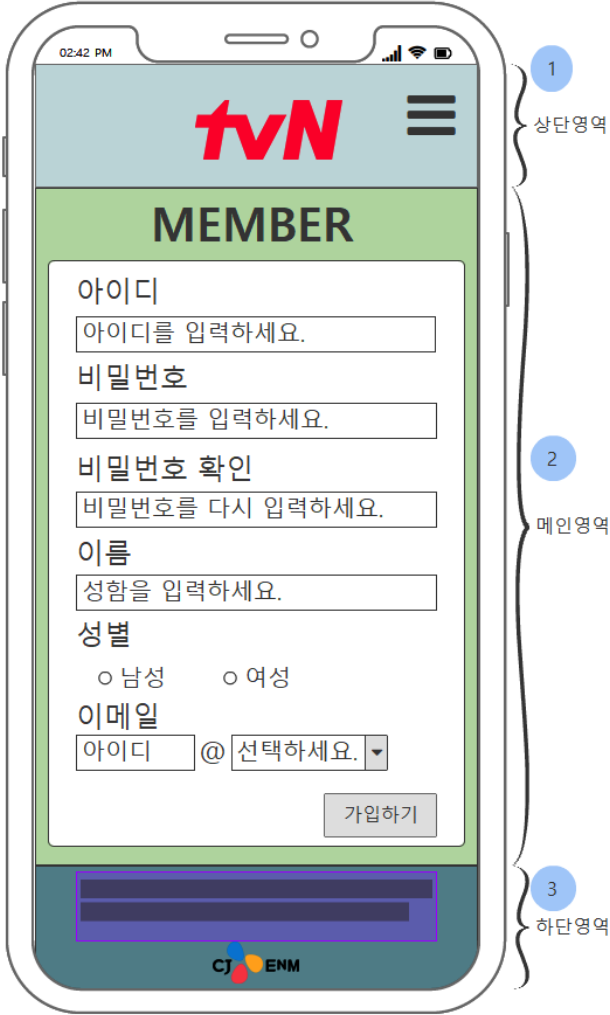 02:42 PM
tvN
1
상단영역
MEMBER
아이디
아이디를 입력하세요.
비밀번호
비밀번호를 입력하세요.
비밀번호 확인
비밀번호를 다시 입력하세요.
2
메인영역
이름
성함을 입력하세요.
성별
남성 여성
이메일
아이디 @ 선택하세요.
가입하기
3
하단영역
CJ ENM